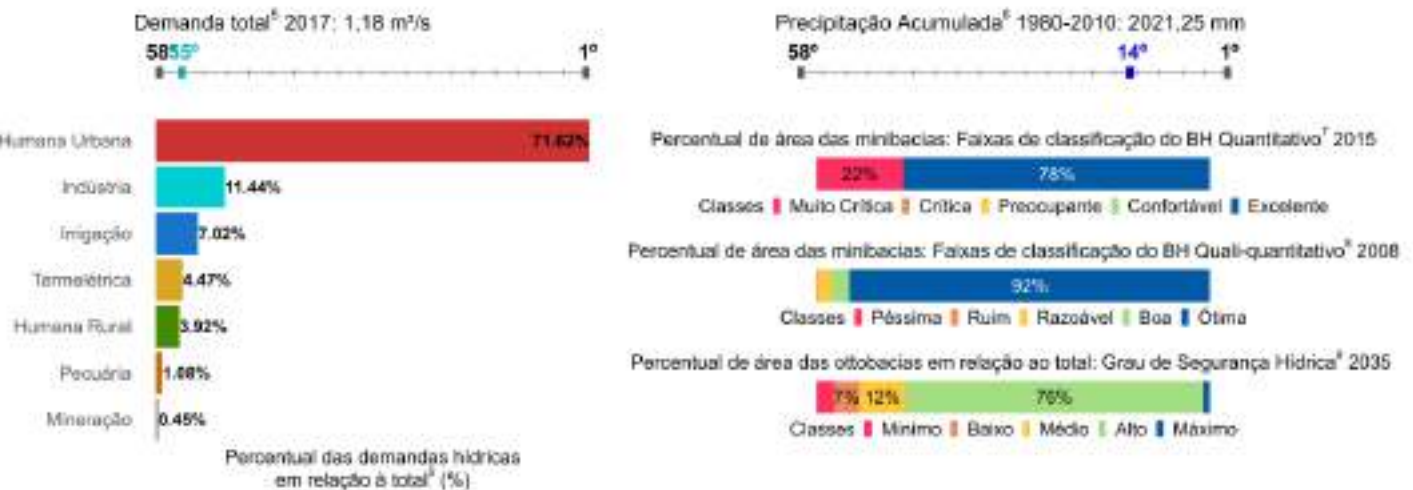 Demanda total⁵ 2017: 1,18 m³/s
58º 55º 1º
Humana Urbana 71.62%
Indústria 11.44%
Irrigação 7.02%
Termelétrica 4.47%
Humana Rural 3.92%
Pecuária 1.08%
Mineração 0.45%
Percentual das demandas hídricas
em relação à total⁵ (%)
Precipitação Acumulada⁶ 1980-2010: 2021,25 mm
58º 14º 1º
Percentual de área das minibacias: Faixas de classificação do BH Quantitativo⁷ 2015
22% 78%
Classes Muito Crítica Crítica Preocupante Confortável Excelente
Percentual de área das minibacias: Faixas de classificação do BH Quali-quantitativo⁸ 2008
92%
Classes Péssima Ruim Razoável Boa Ótima
Percentual de área das ottobacias em relação ao total: Grau de Segurança Hídrica 2035
7% 12% 76%
Classes Mínimo Baixo Médio Alto Máximo